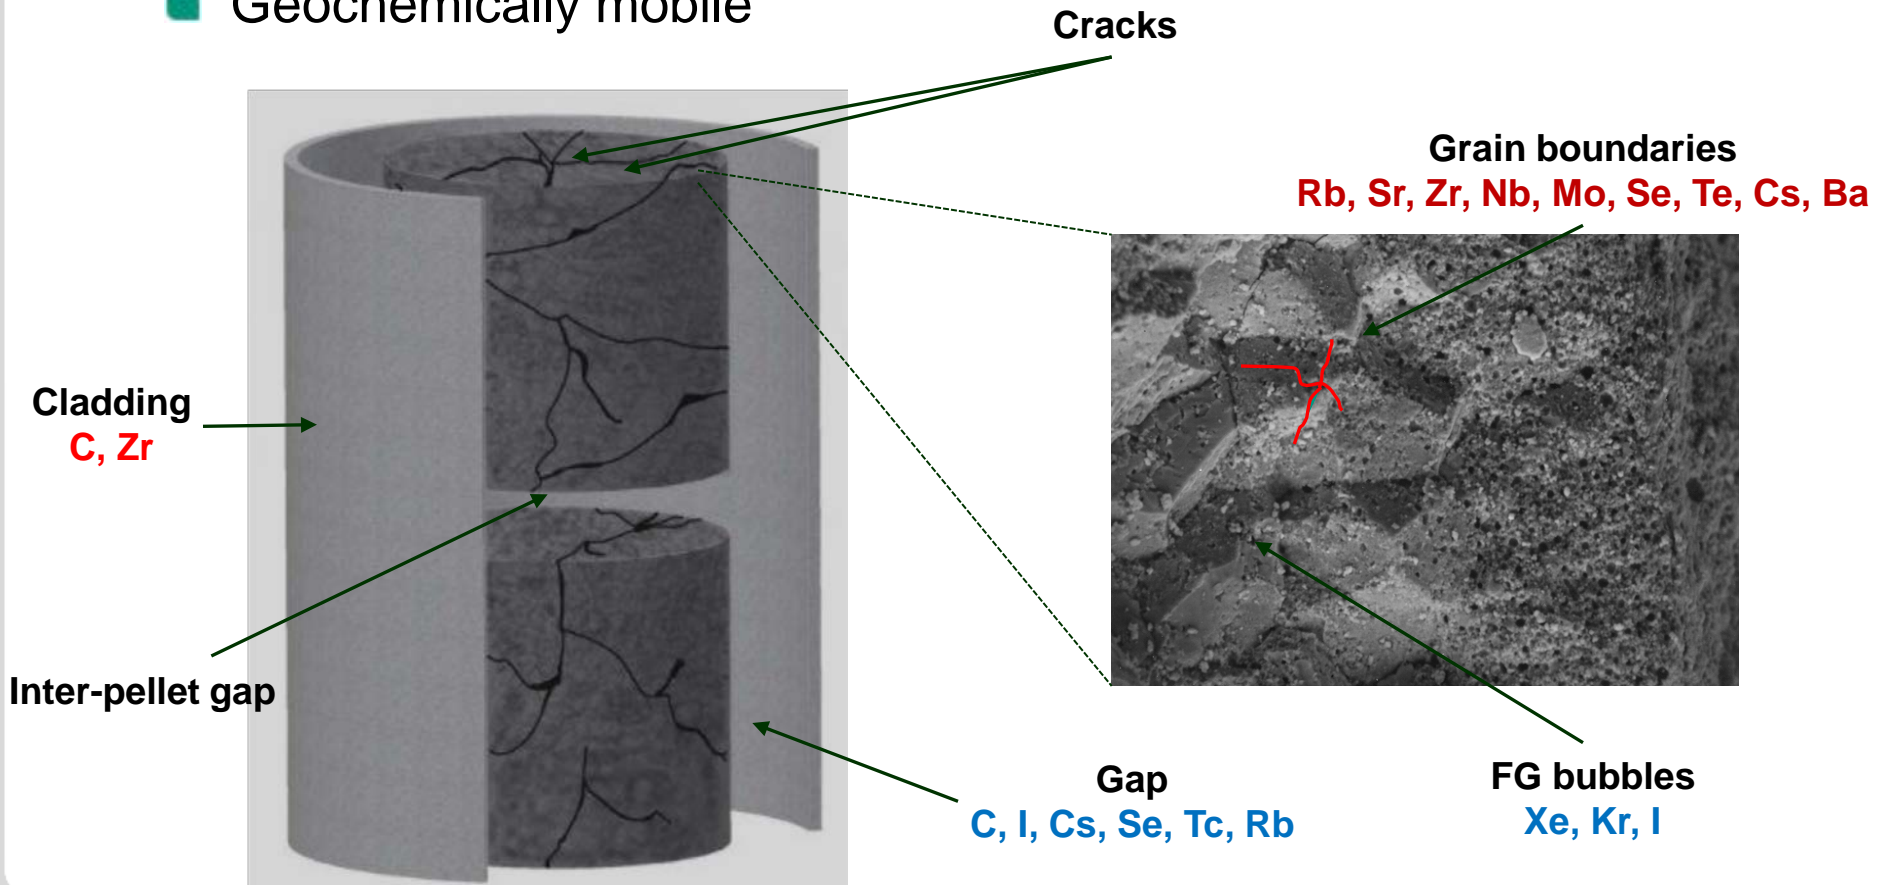 Geochemically mobile
Cracks
Grain boundaries
Rb, Sr, Zr, Nb, Mo, Se, Te, Cs, Ba
Cladding
C, Zr
Inter-pellet gap
Gap
C, I, Cs, Se, Tc, Rb
FG bubbles
Xe, Kr, I